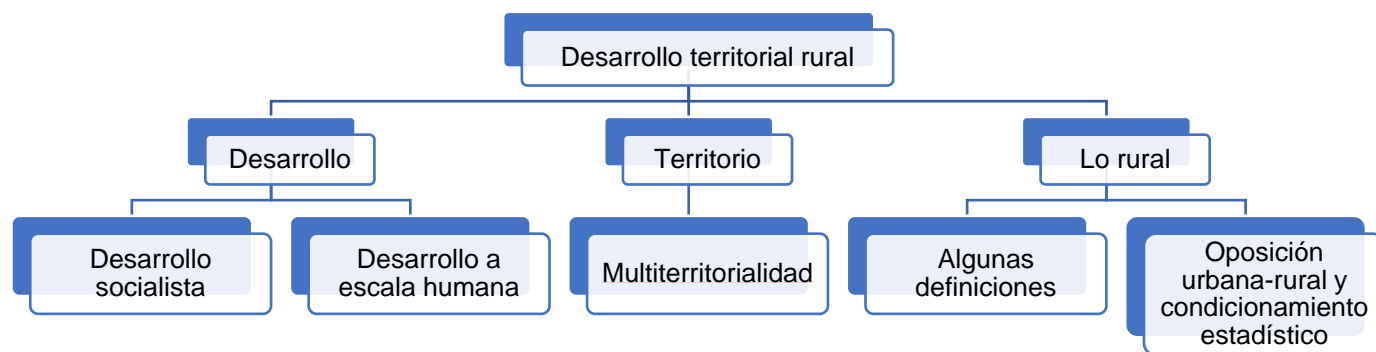 Desarrollo territorial rural
Desarrollo
Territorio
Lo rural
Desarrollo
socialista
Desarrollo a
escala humana
Multiterritorialidad
Algunas
definiciones
Oposición
urbana-rural y
condicionamiento
estadístico